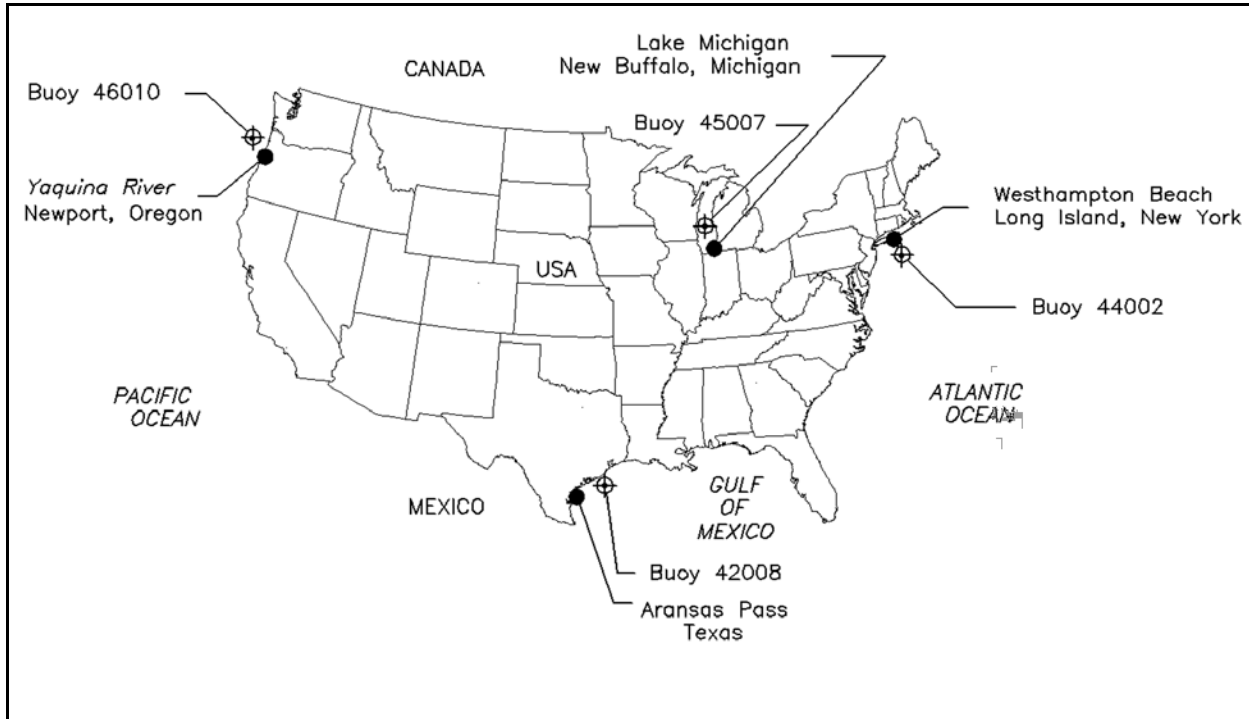 Lake Michigan
New Buffalo, Michigan
CANADA
Buoy 46010
Buoy 45007
Yaquina River
Newport, Oregon
Westhampton Beach
Long Island, New York
USA
Buoy 44002
PACIFIC
OCEAN
ATLANTIC
OCEAN
MEXICO
GULF
OF
MEXICO
Buoy 42008
Aransas Pass
Texas